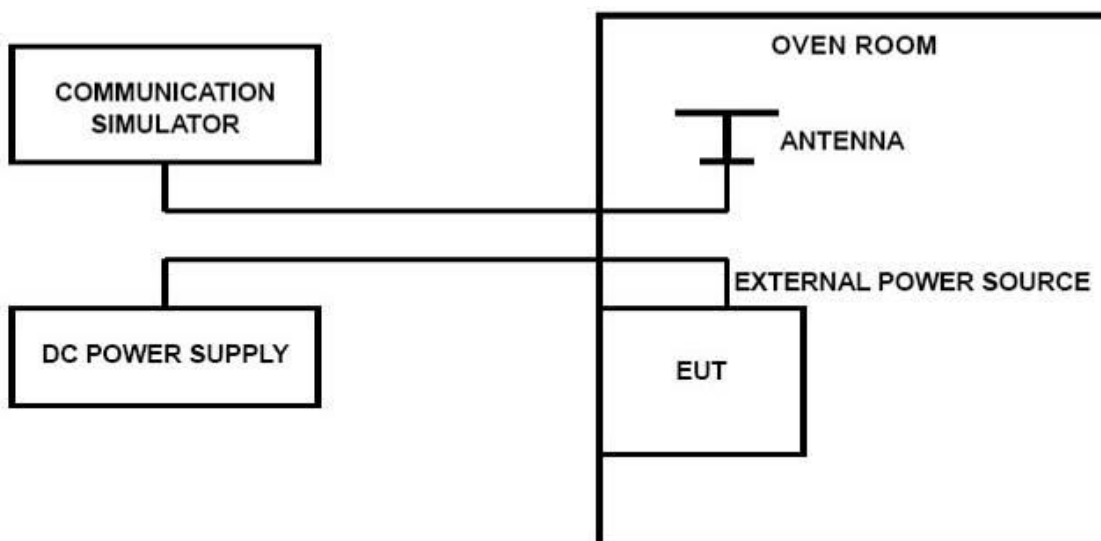 OVEN ROOM
COMMUNICATION
SIMULATOR
ANTENNA
EXTERNAL POWER SOURCE
DC POWER SUPPLY
EUT